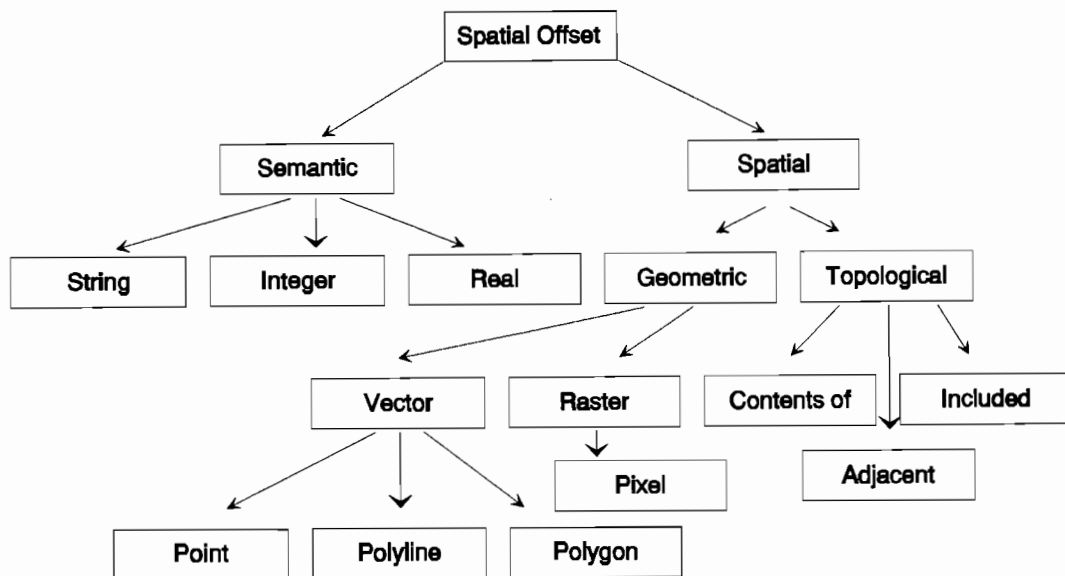 Spatial Offset
Semantic
Spatial
String
Integer
Real
Geometric
Topological
Vector
Raster
Contents of
Included
Pixel
Adjacent
Point
Polyline
Polygon